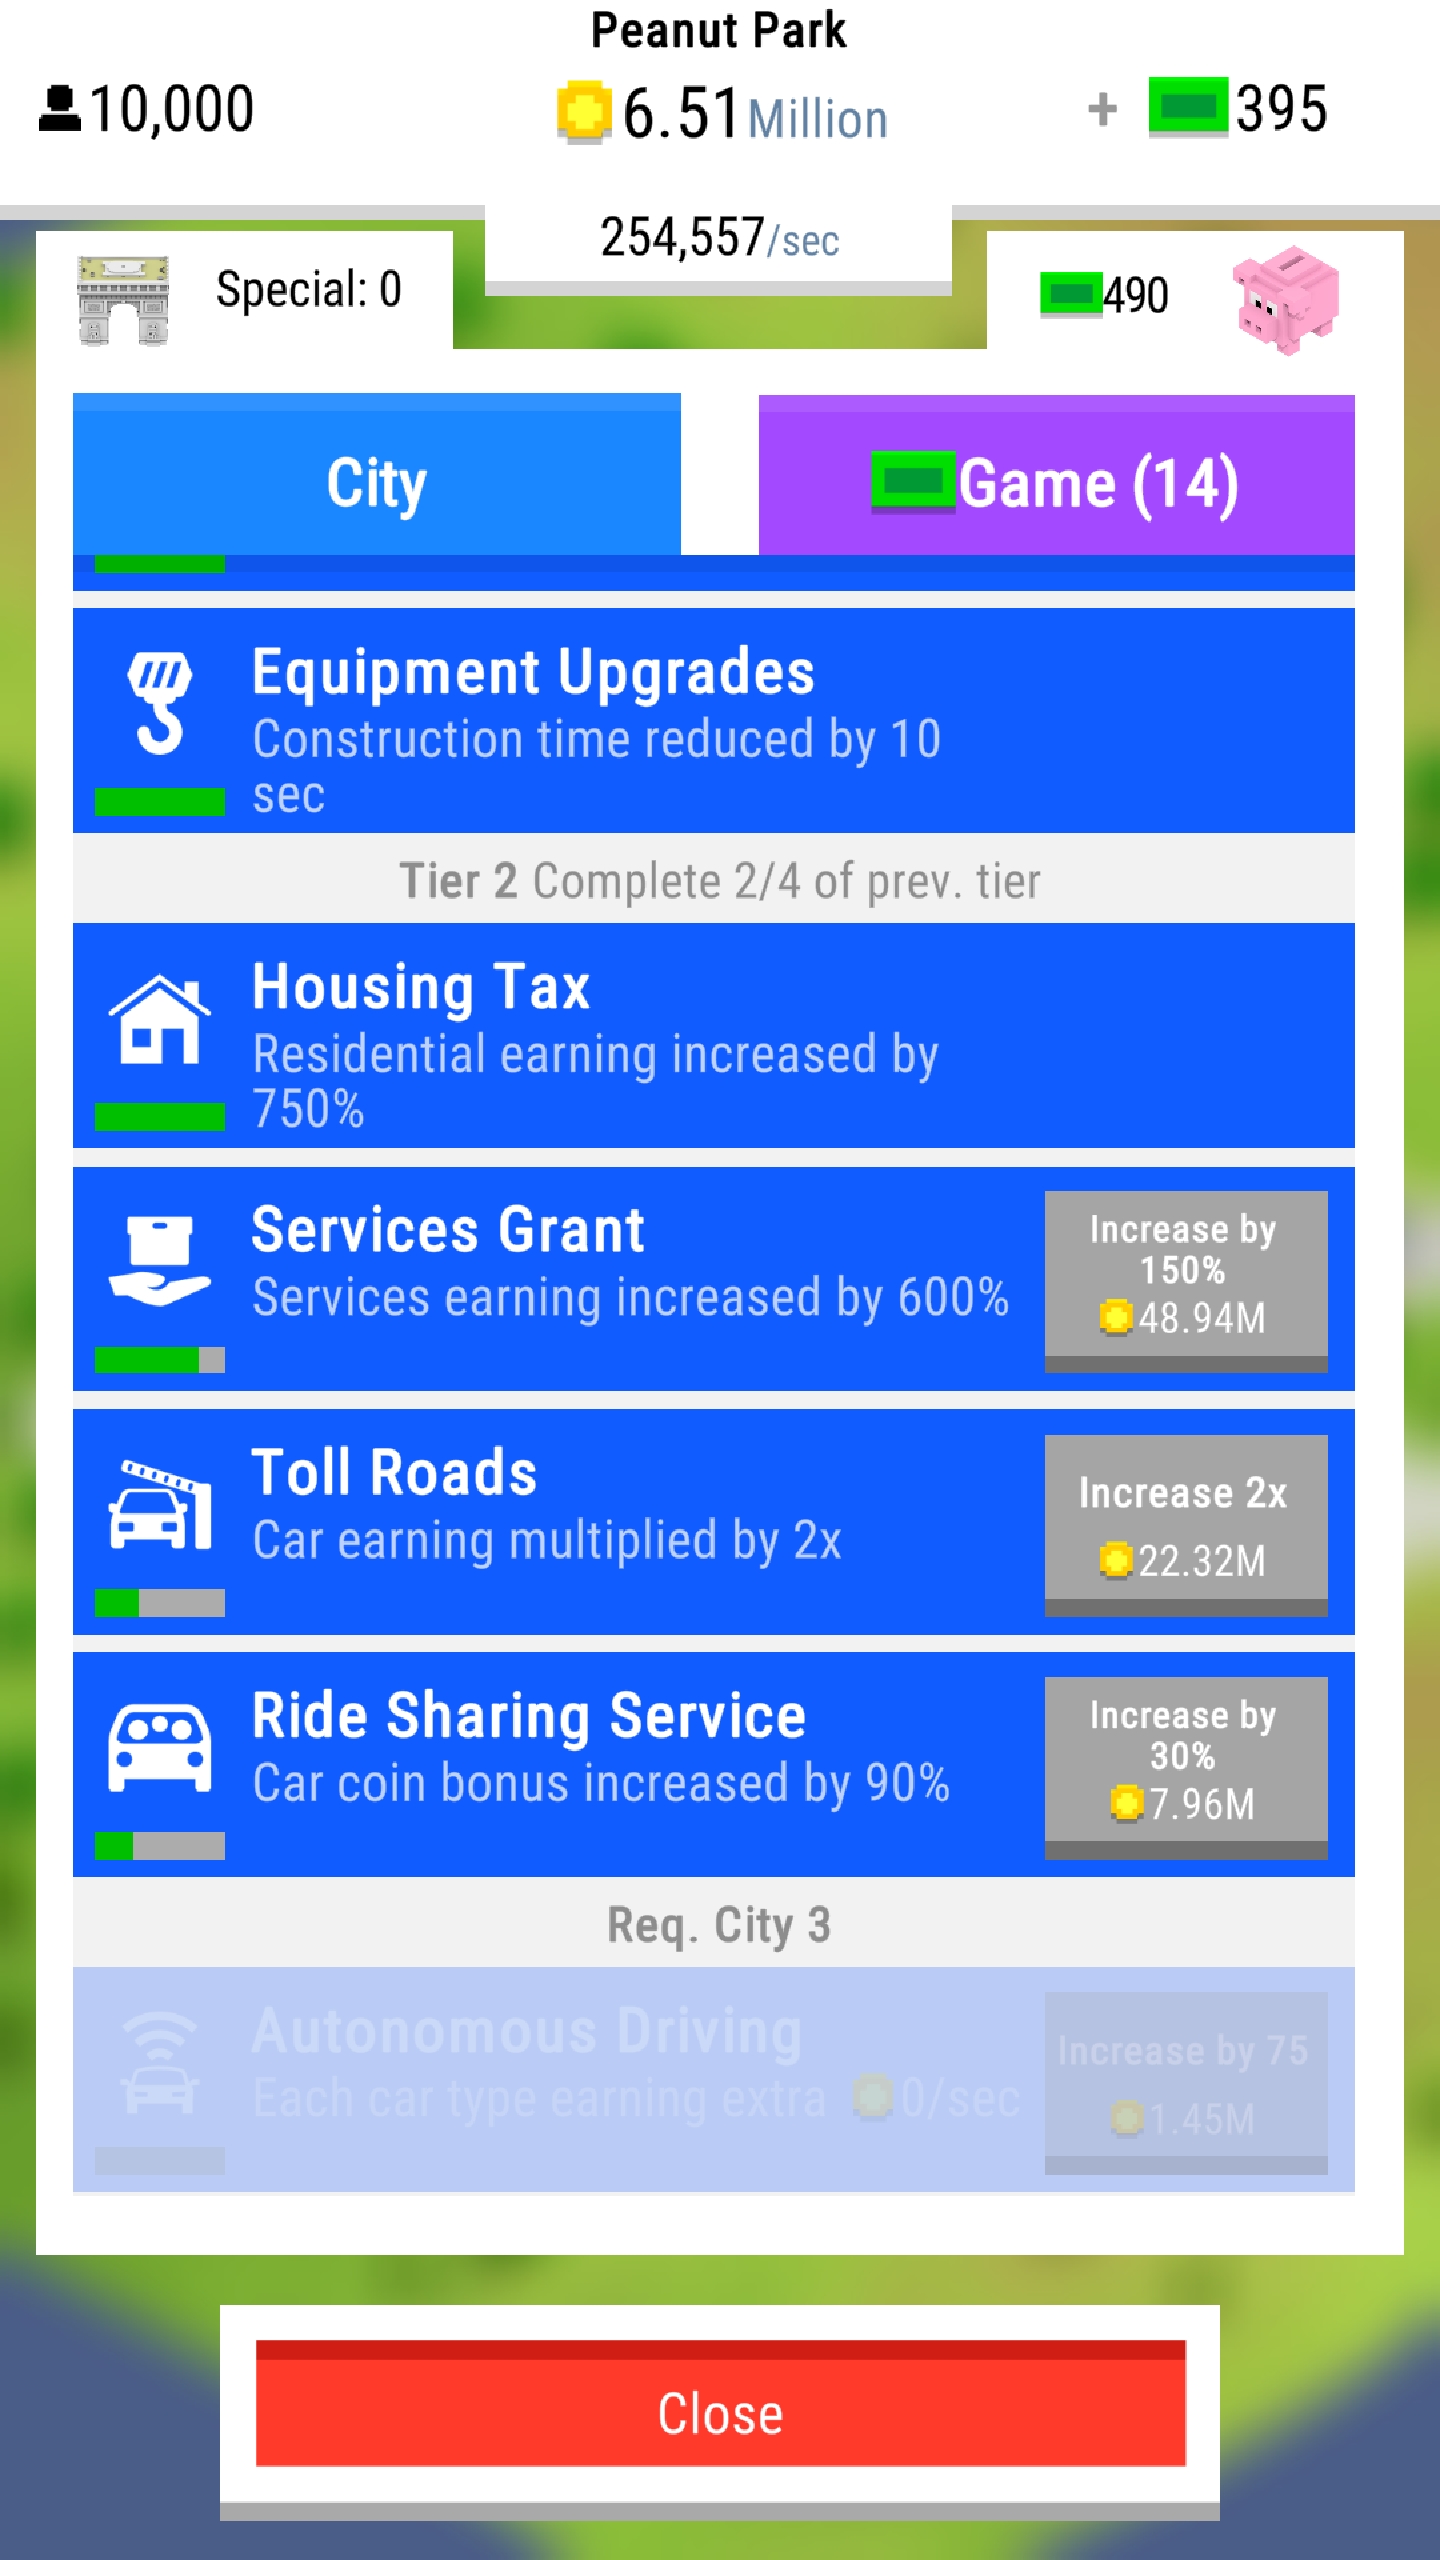 Peanut Park
10,000
6.51 Million
+ 395
254,557/sec
Special: 0
490
City
Game (14)
Equipment Upgrades
Construction time reduced by 10
sec
Tier 2 Complete 2/4 of prev. tier
Housing Tax
Residential earning increased by
750%
Services Grant
Services earning increased by 600%
Increase by
150%
48.94M
Toll Roads
Car earning multiplied by 2x
Increase 2x
22.32M
Ride Sharing Service
Car coin bonus increased by 90%
Increase by
30%
7.96M
Req. City 3
Autonomous Driving
Each car type earning extra 0/sec
Increase by 75
1.45M
Close